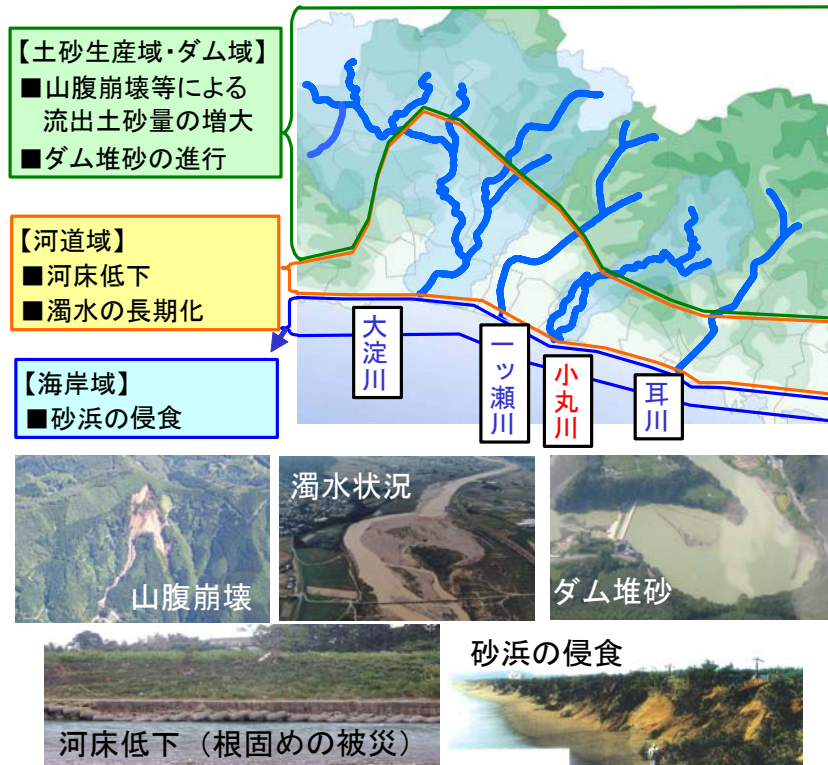 【土砂生産域・ダム域】
■山腹崩壊等による
流出土砂量の増大
■ダム堆砂の進行
【河道域】
■河床低下
■濁水の長期化
【海岸域】
■砂浜の侵食
大淀川
一ッ瀬川
小丸川
耳川
山腹崩壊
濁水状況
ダム堆砂
河床低下（根固めの被災）
砂浜の侵食